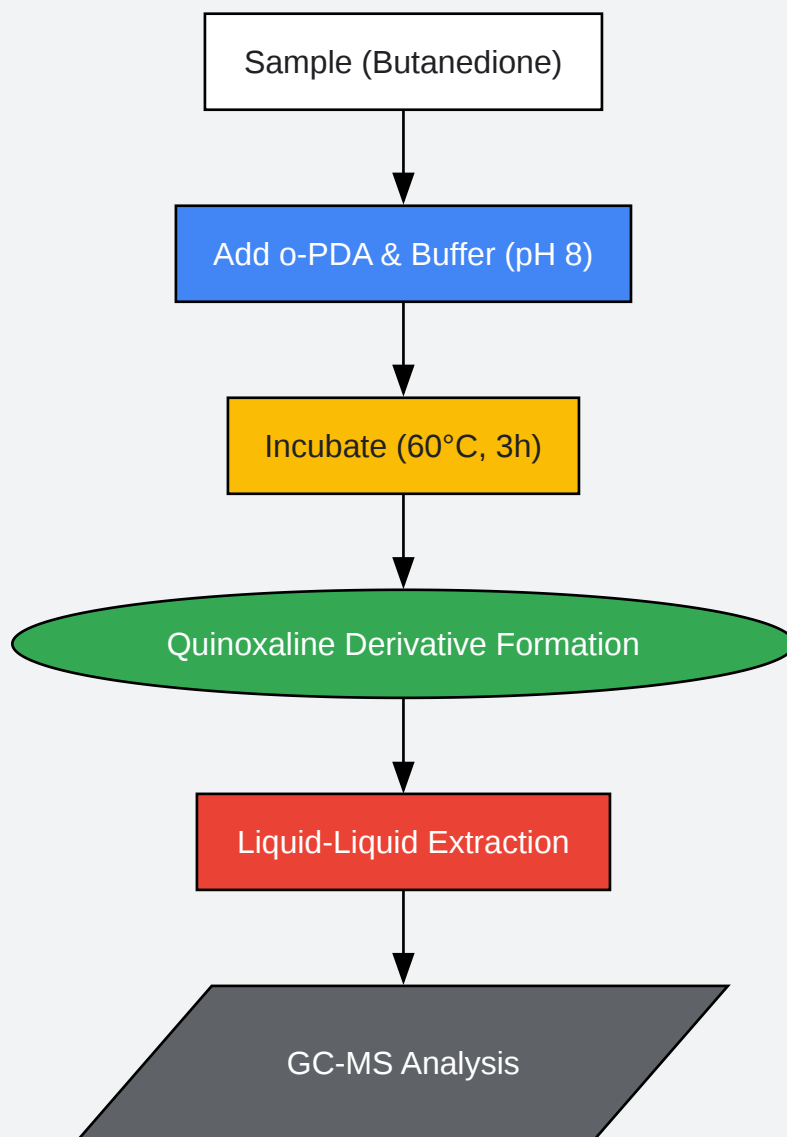 Sample (Butanedione)
Add o-PDA & Buffer (pH 8)
Incubate (60°C, 3h)
Quinoxaline Derivative Formation
Liquid-Liquid Extraction
GC-MS Analysis